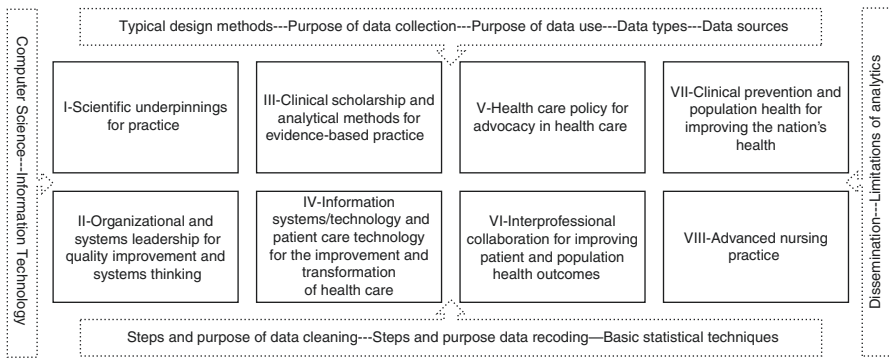 Typical design methods---Purpose of data collection---Purpose of data use---Data types---Data sources
Computer Science---Information Technology
I-Scientific underpinnings
for practice
III-Clinical scholarship and
analytical methods for
evidence-based practice
V-Health care policy for
advocacy in health care
VII-Clinical prevention and
population health for
improving the nation's
health
II-Organizational and
systems leadership for
quality improvement and
systems thinking
IV-Information
systems/technology and
patient care technology
for the improvement and
transformation
of health care
VI-Interprofessional
collaboration for improving
patient and population
health outcomes
VIII-Advanced nursing
practice
Dissemination---Limitations of analytics
Steps and purpose of data cleaning---Steps and purpose data recoding—Basic statistical techniques